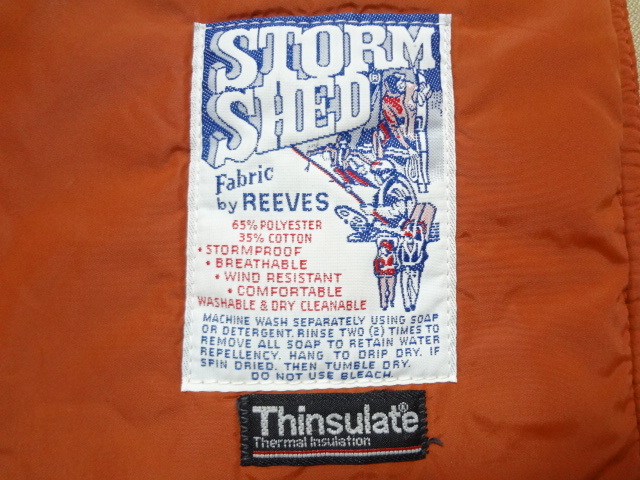 STORM
SHED®
Fabric
by REEVES
65% POLYESTER
35% COTTON
• STORMPROOF
• BREATHABLE
• WIND RESISTANT
• COMFORTABLE
WASHABLE & DRY CLEANABLE
MACHINE WASH SEPARATELY USING SOAP
OR DETERGENT. RINSE TWO (2) TIMES TO
REMOVE ALL SOAP TO RETAIN WATER
REPELLENCY. HANG TO DRIP DRY. IF
SPIN DRIED. THEN TUMBLE DRY.
DO NOT USE BLEACH.
Thinsulate®
Thermal Insulation